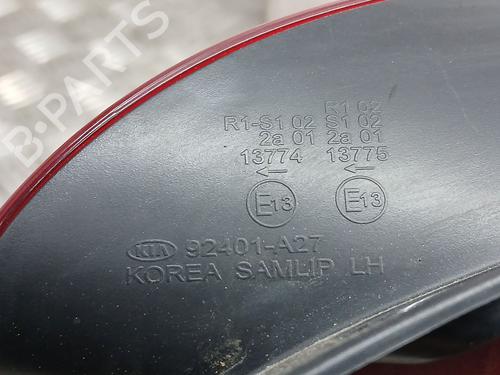 B-PARTS
R1 02
R1-S1 02 S1 02
2a 01 2a 01
13774 13775
E13 E13
KIA 92401-A27
KOREA SAMLIP LH